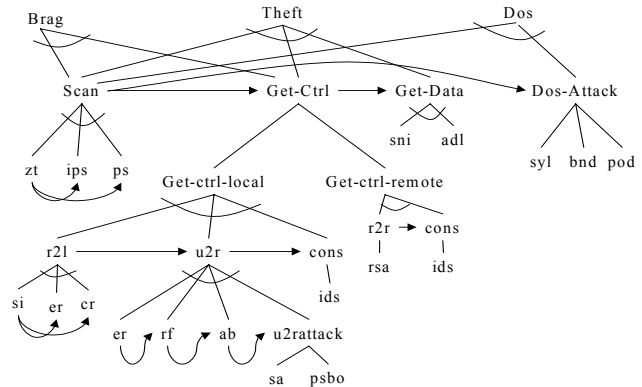 Brag Theft Dos
Scan Get-Ctrl Get-Data Dos-Attack
sni adl
zt ips ps syl bnd pod
Get-ctrl-local Get-ctrl-remote
r2r cons
r2l u2r cons
rsa ids
ids
si er cr
er rf ab u2rattack
sa psbo